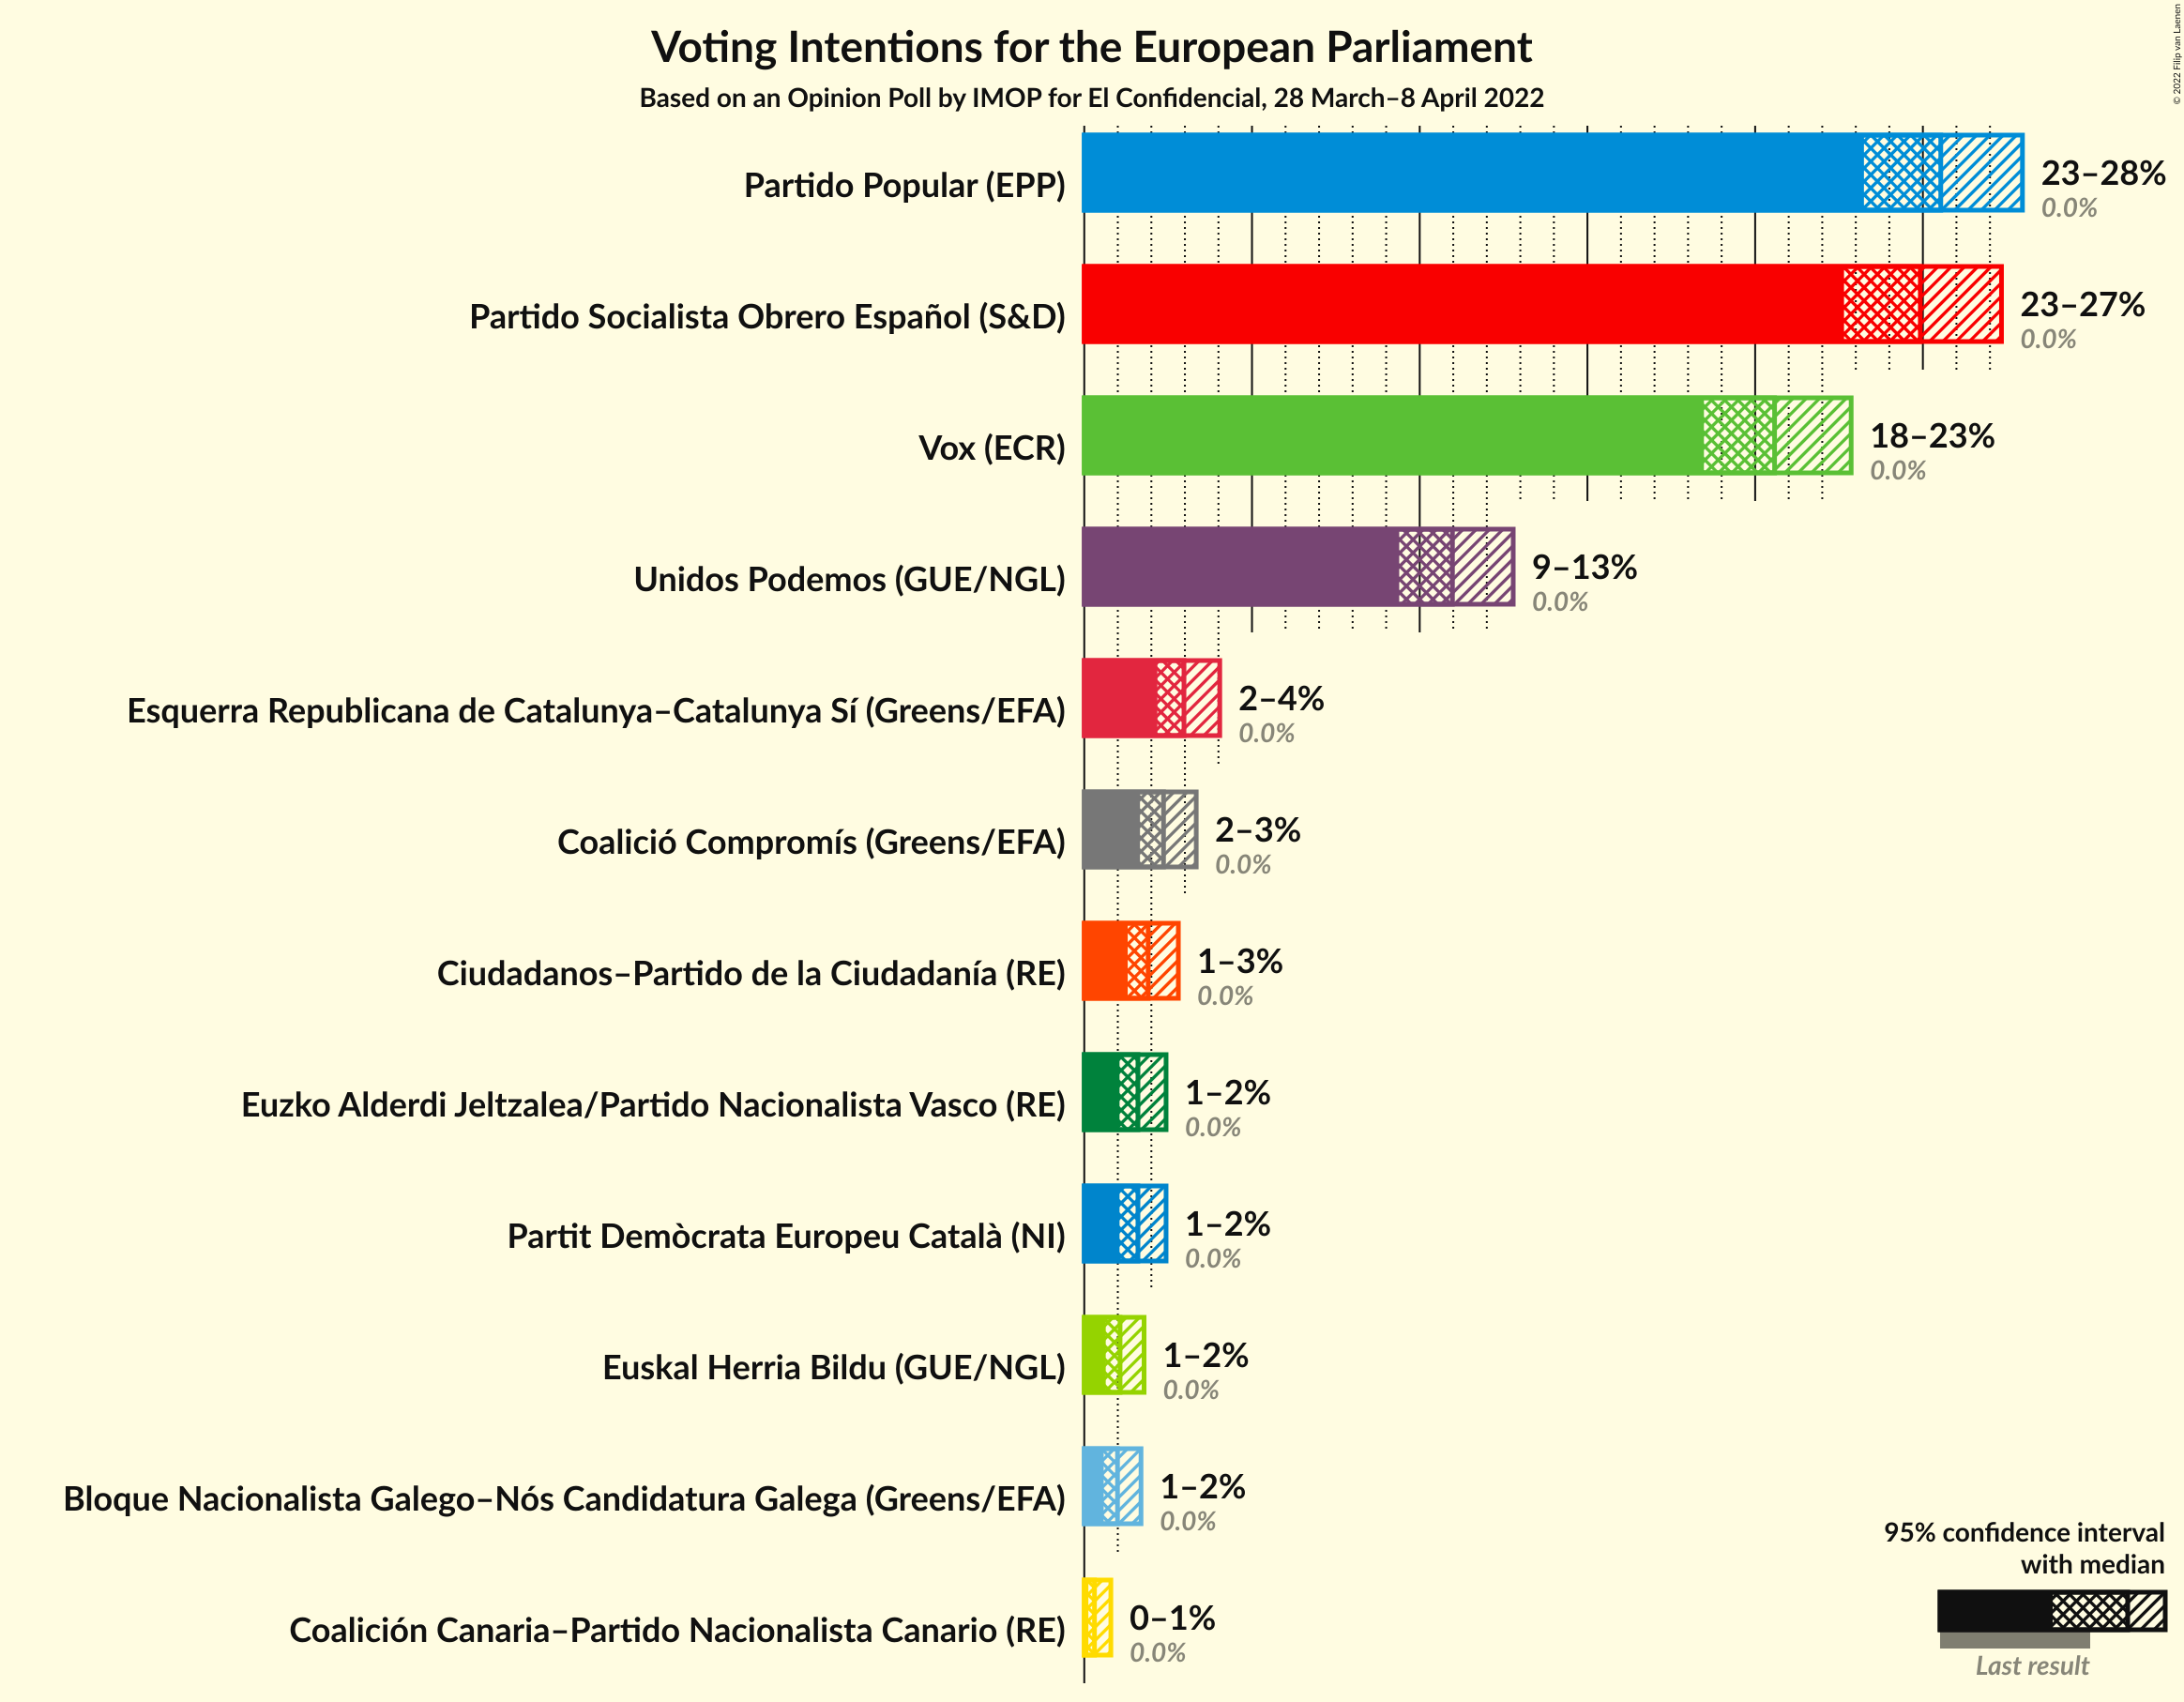 © 2022 Filip van Laenen
Voting Intentions for the European Parliament
Based on an Opinion Poll by IMOP for El Confidencial, 28 March–8 April 2022
Partido Popular (EPP)
23–28%
0.0%
Partido Socialista Obrero Español (S&D)
23–27%
0.0%
Vox (ECR)
18–23%
0.0%
Unidos Podemos (GUE/NGL)
9–13%
0.0%
Esquerra Republicana de Catalunya–Catalunya Sí (Greens/EFA)
2–4%
0.0%
Coalició Compromís (Greens/EFA)
2–3%
0.0%
Ciudadanos–Partido de la Ciudadanía (RE)
1–3%
0.0%
Euzko Alderdi Jeltzalea/Partido Nacionalista Vasco (RE)
1–2%
0.0%
Partit Demòcrata Europeu Català (NI)
1–2%
0.0%
Euskal Herria Bildu (GUE/NGL)
1–2%
0.0%
Bloque Nacionalista Galego–Nós Candidatura Galega (Greens/EFA)
1–2%
0.0%
Coalición Canaria–Partido Nacionalista Canario (RE)
0–1%
0.0%
95% confidence interval
with median
Last result